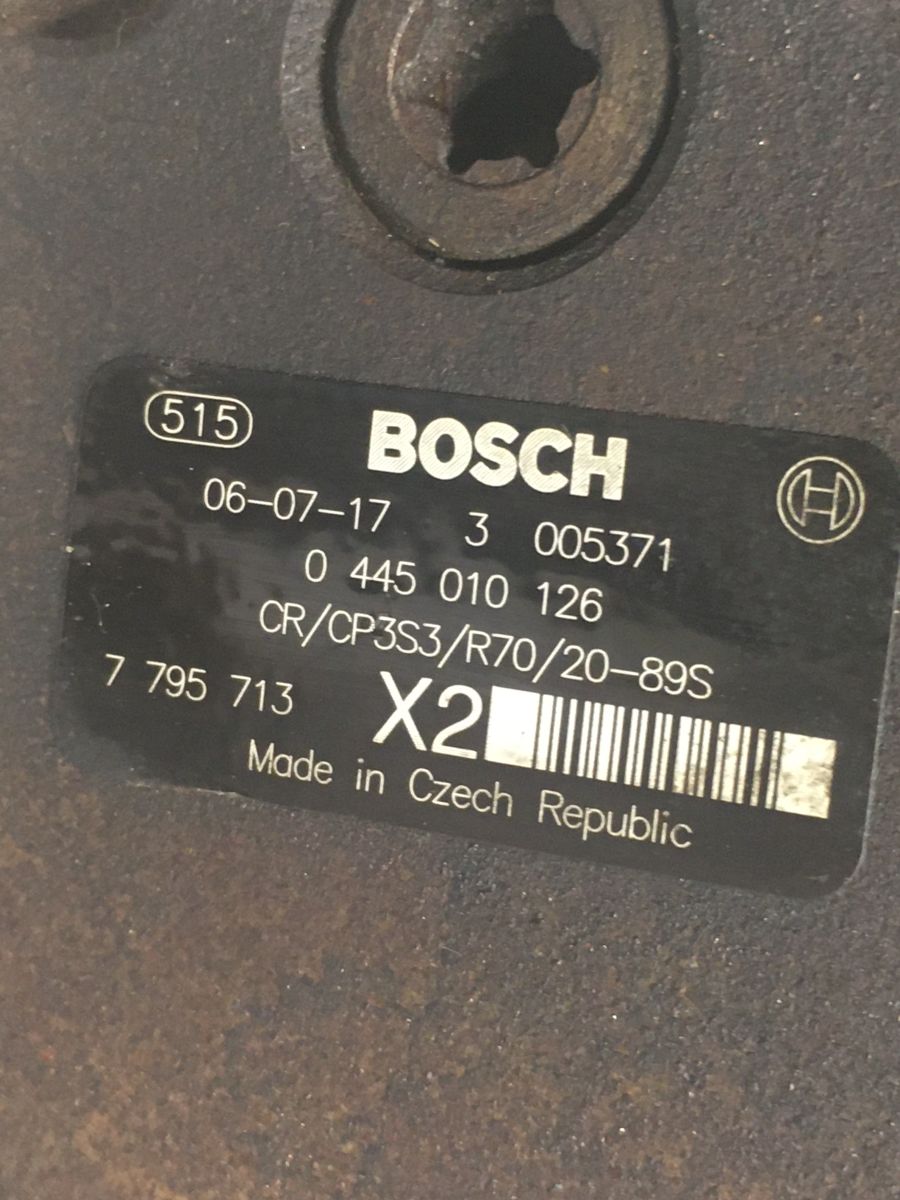 515
BOSCH
06-07-17 3 005371
0 445 010 126
CR/CP3S3/R70/20-89S
7 795 713 X2
Made in Czech Republic